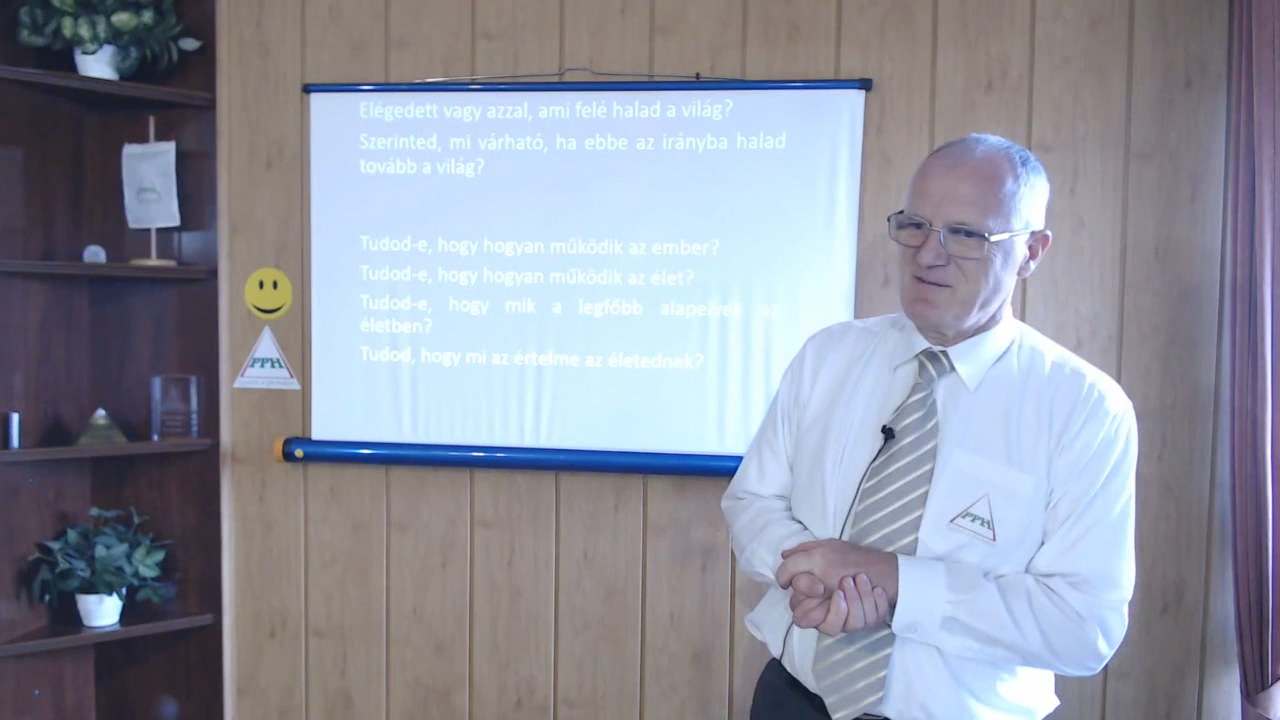 Elégedett vagy azzal, ami felé halad a világ?
Szerinted, mi várható, ha ebbe az irányba halad
tovább a világ?
Tudod-e, hogy hogyan működik az ember?
Tudod-e, hogy hogyan működik az élet?
Tudod-e, hogy mik a legfőbb alapelvek az
életben?
Tudod, hogy mi az értelme az életednek?
PPH
PPH